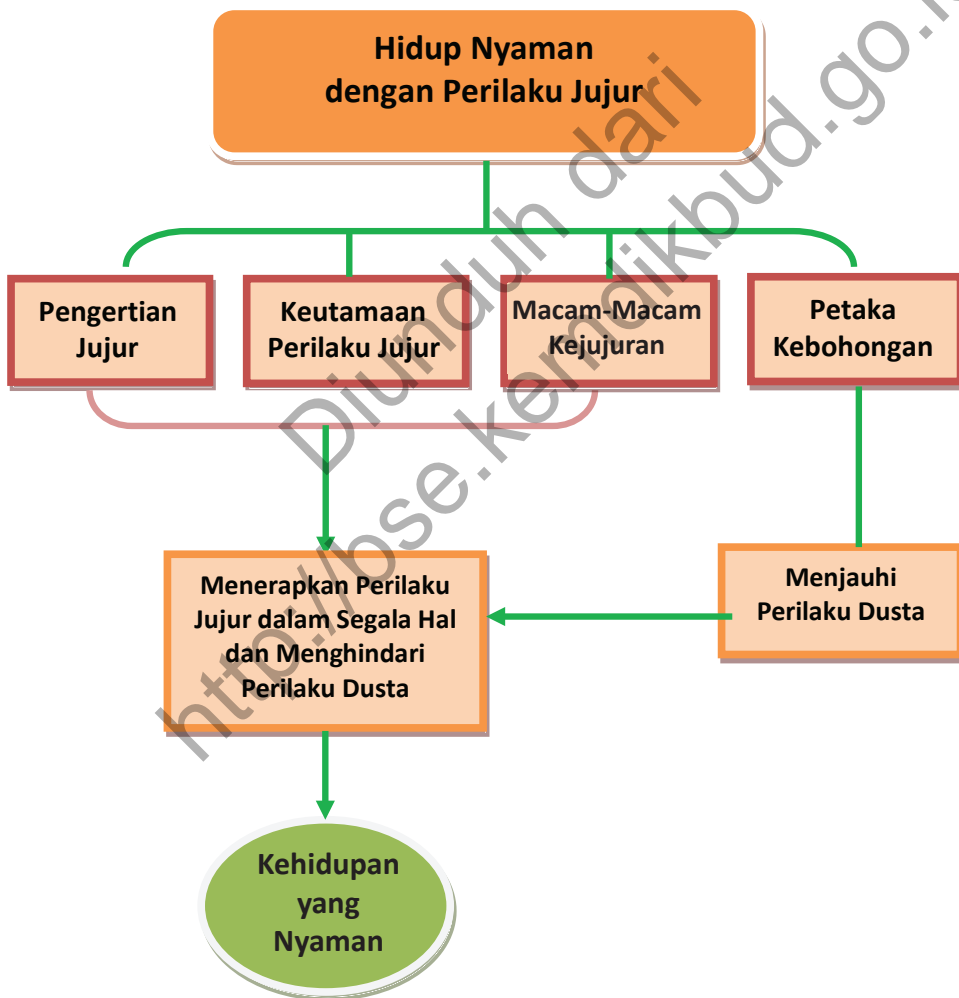 Hidup Nyaman
dengan Perilaku Jujur
Pengertian
Jujur
Keutamaan
Perilaku Jujur
Macam-Macam
Kejujuran
Petaka
Kebohongan
Menerapkan Perilaku
Jujur dalam Segala Hal
dan Menghindari
Perilaku Dusta
Menjauhi
Perilaku Dusta
Kehidupan
yang
Nyaman
Diunduh dari
http://bse.kemdikbud.go.i